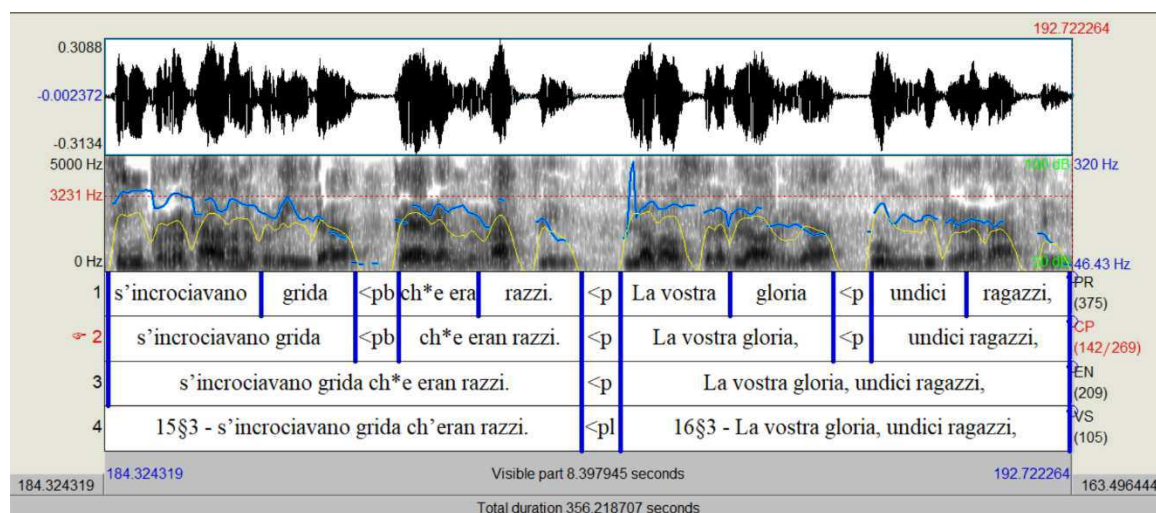 192.722264
0.3088
-0.002372
-0.3134
5000 Hz 100 dB 320 Hz
3231 Hz
0 Hz 46.43 Hz
1 s'incrociavano grida <pb ch*e era razzi. <p La vostra gloria <p undici ragazzi, PR
(375)
2 s'incrociavano grida <pb ch*e eran razzi. <p La vostra gloria, <p undici ragazzi, CP
(142/269)
3 s'incrociavano grida ch*e eran razzi. <p La vostra gloria, undici ragazzi, EN
(209)
4 15§3 - s'incrociavano grida ch'eran razzi. <pl 16§3 - La vostra gloria, undici ragazzi, VS
(105)
184.324319 Visible part 8.397945 seconds 192.722264
184.324319 163.496444
Total duration 356.218707 seconds